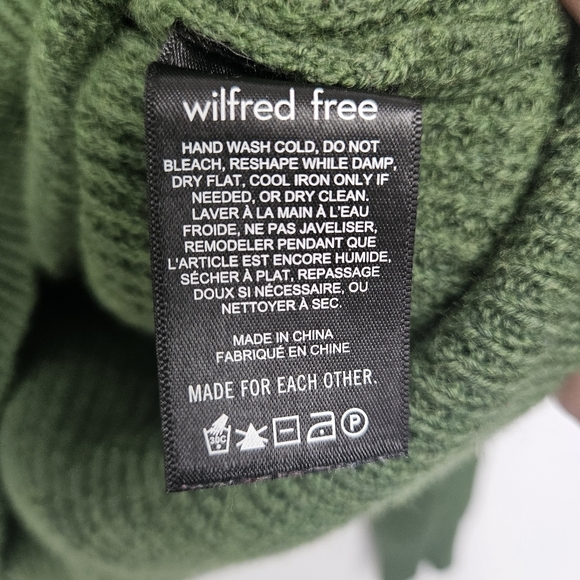 wilfred free
HAND WASH COLD, DO NOT
BLEACH, RESHAPE WHILE DAMP,
DRY FLAT, COOL IRON ONLY IF
NEEDED, OR DRY CLEAN.
LAVER À LA MAIN À L'EAU
FROIDE, NE PAS JAVELISER,
REMODELER PENDANT QUE
L'ARTICLE EST ENCORE HUMIDE,
SÉCHER À PLAT, REPASSAGE
DOUX SI NÉCESSAIRE, OU
NETTOYER À SEC.
MADE IN CHINA
FABRIQUÉ EN CHINE
MADE FOR EACH OTHER.
30C P